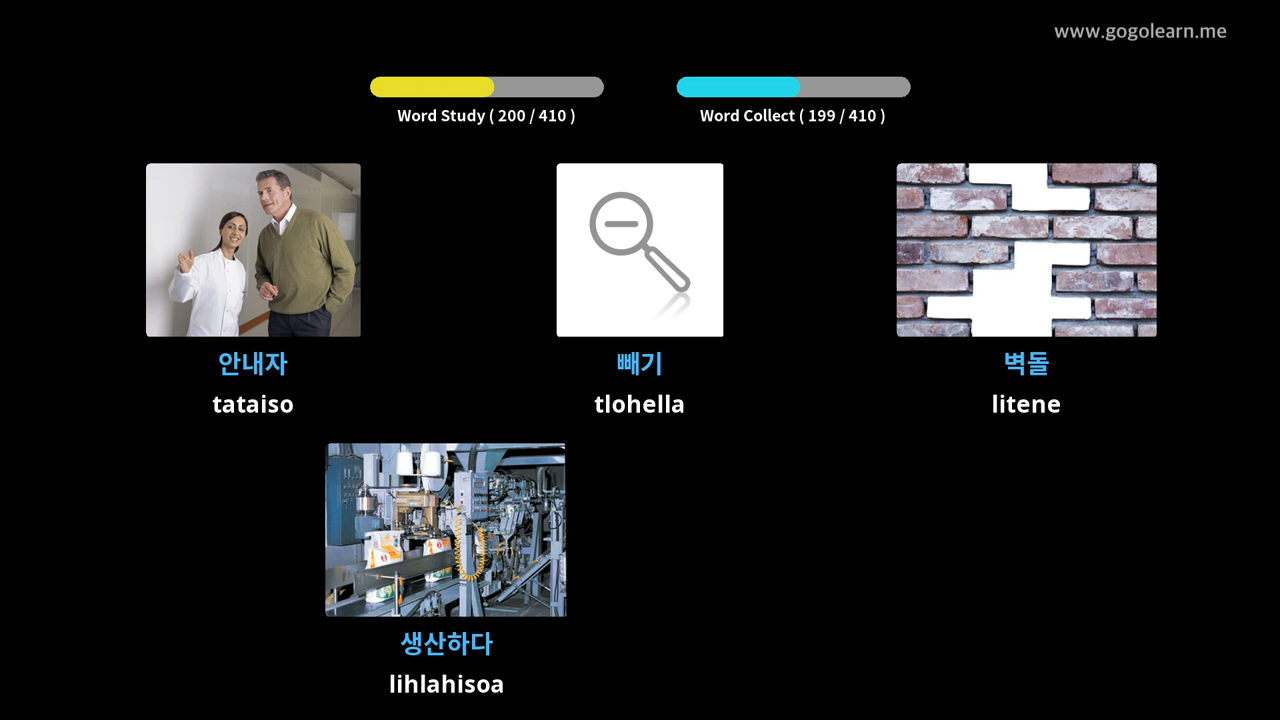 www.gogolearn.me
Word Study ( 200 / 410 )
Word Collect ( 199 / 410 )
안내자
tataiso
빼기
tlohella
벽돌
litene
생산하다
lihlahisoa